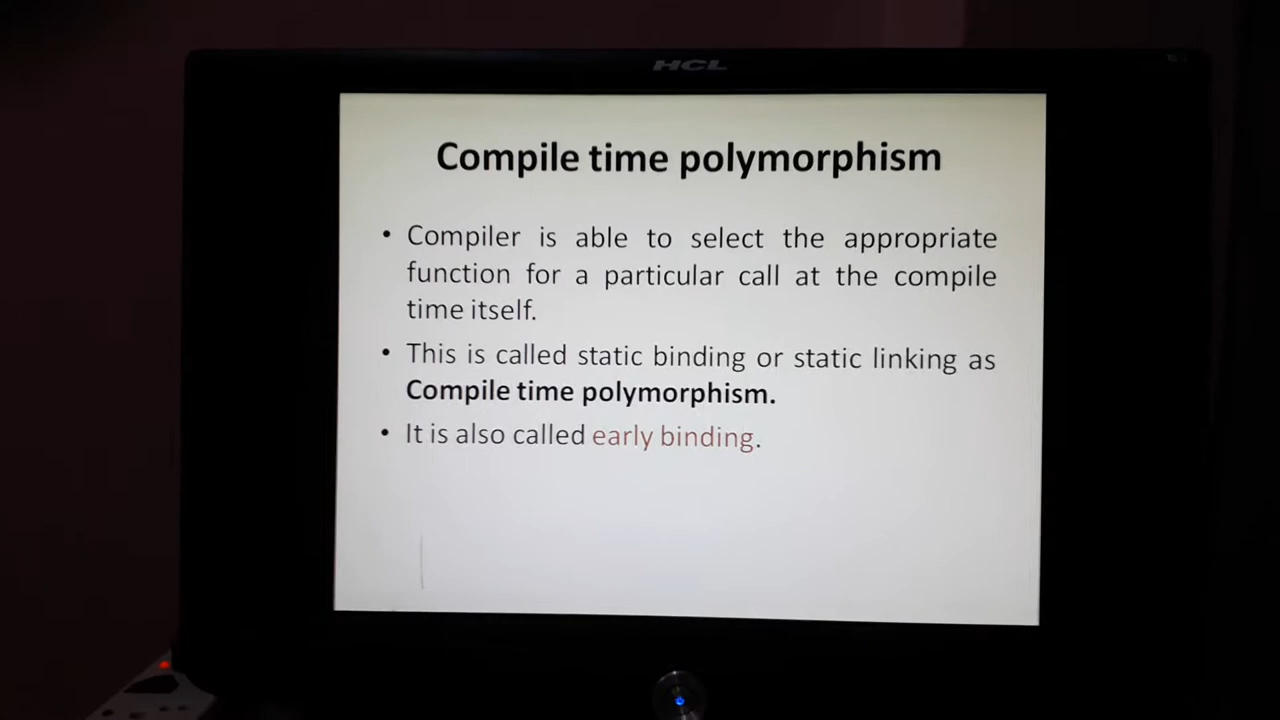 HCL
Compile time polymorphism
• Compiler is able to select the appropriate
function for a particular call at the compile
time itself.
• This is called static binding or static linking as
Compile time polymorphism.
• It is also called early binding.